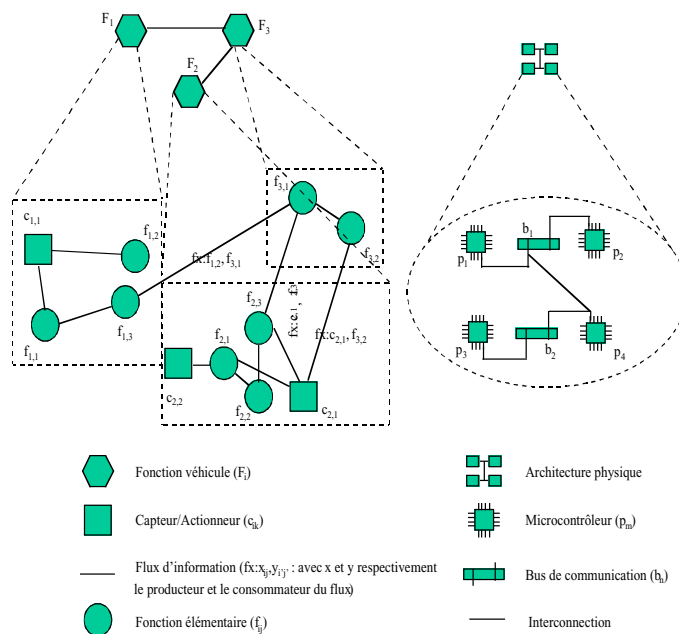 F1
F3
F2
f3,1
c1,1
f1,2
f3,2
fx:f1,2,f3,1
f1,3
f1,1
f2,3
f2,1
fx:c2,1, f3,2
c2,2
f2,2
c2,1
b1
p1
p2
p3
b2
p4
Fonction véhicule (Fi)
Architecture physique
Capteur/Actionneur (cik)
Microcontrôleur (pm)
Flux d'information (fx:xij,yi'j' : avec x et y respectivement
le producteur et le consommateur du flux)
Bus de communication (bh)
Fonction élémentaire (fij)
Interconnection